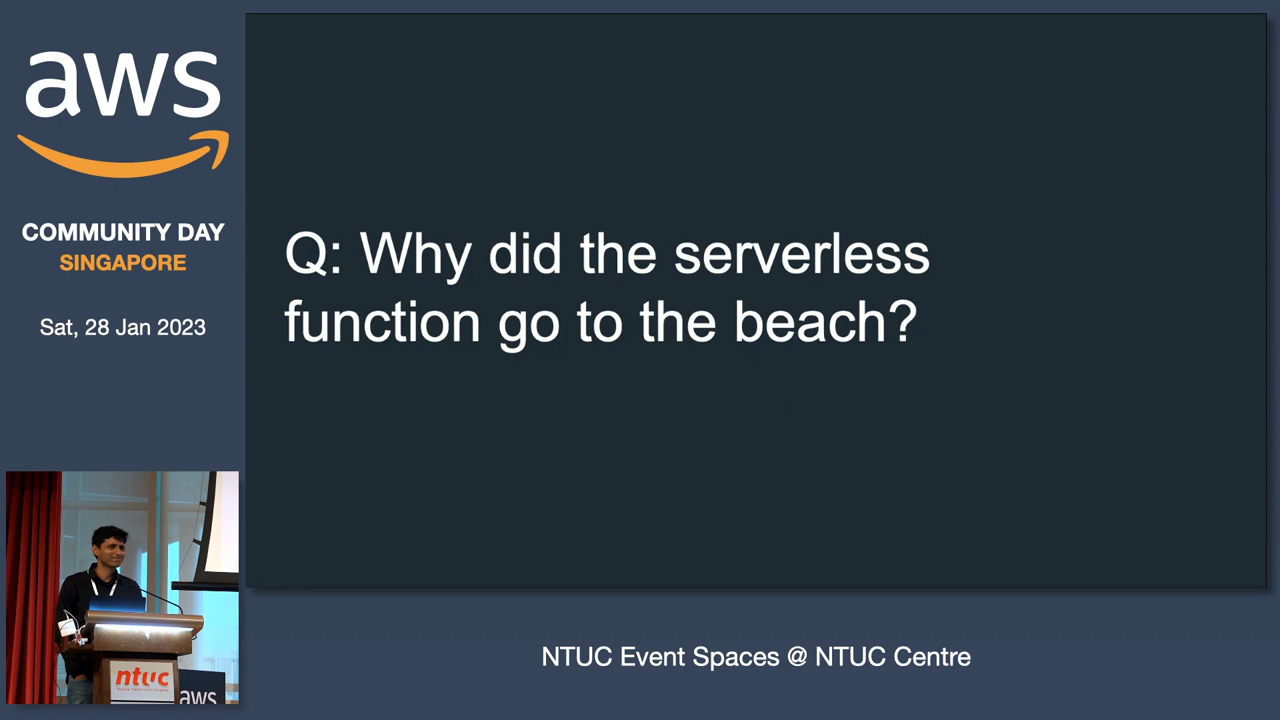 aws
COMMUNITY DAY
SINGAPORE
Sat, 28 Jan 2023
Q: Why did the serverless
function go to the beach?
ntuc
aws
NTUC Event Spaces @ NTUC Centre